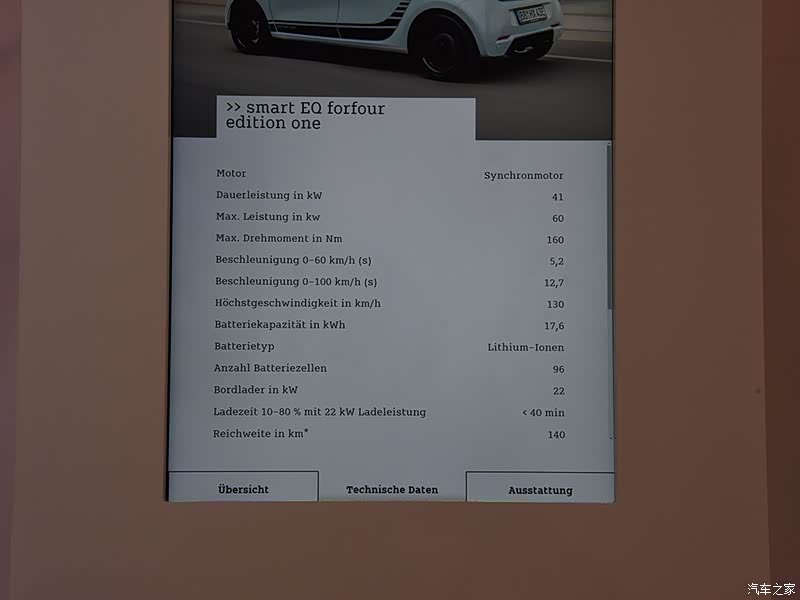 >> smart EQ forfour
edition one
Motor Synchronmotor
Dauerleistung in kW 41
Max. Leistung in kw 60
Max. Drehmoment in Nm 160
Beschleunigung 0-60 km/h (s) 5,2
Beschleunigung 0-100 km/h (s) 12,7
Höchstgeschwindigkeit in km/h 130
Batteriekapazität in kWh 17,6
Batterietyp Lithium-Ionen
Anzahl Batteriezellen 96
Bordlader in kW 22
Ladezeit 10-80 % mit 22 kW Ladeleistung < 40 min
Reichweite in km* 140
Übersicht Technische Daten Ausstattung
汽车之家